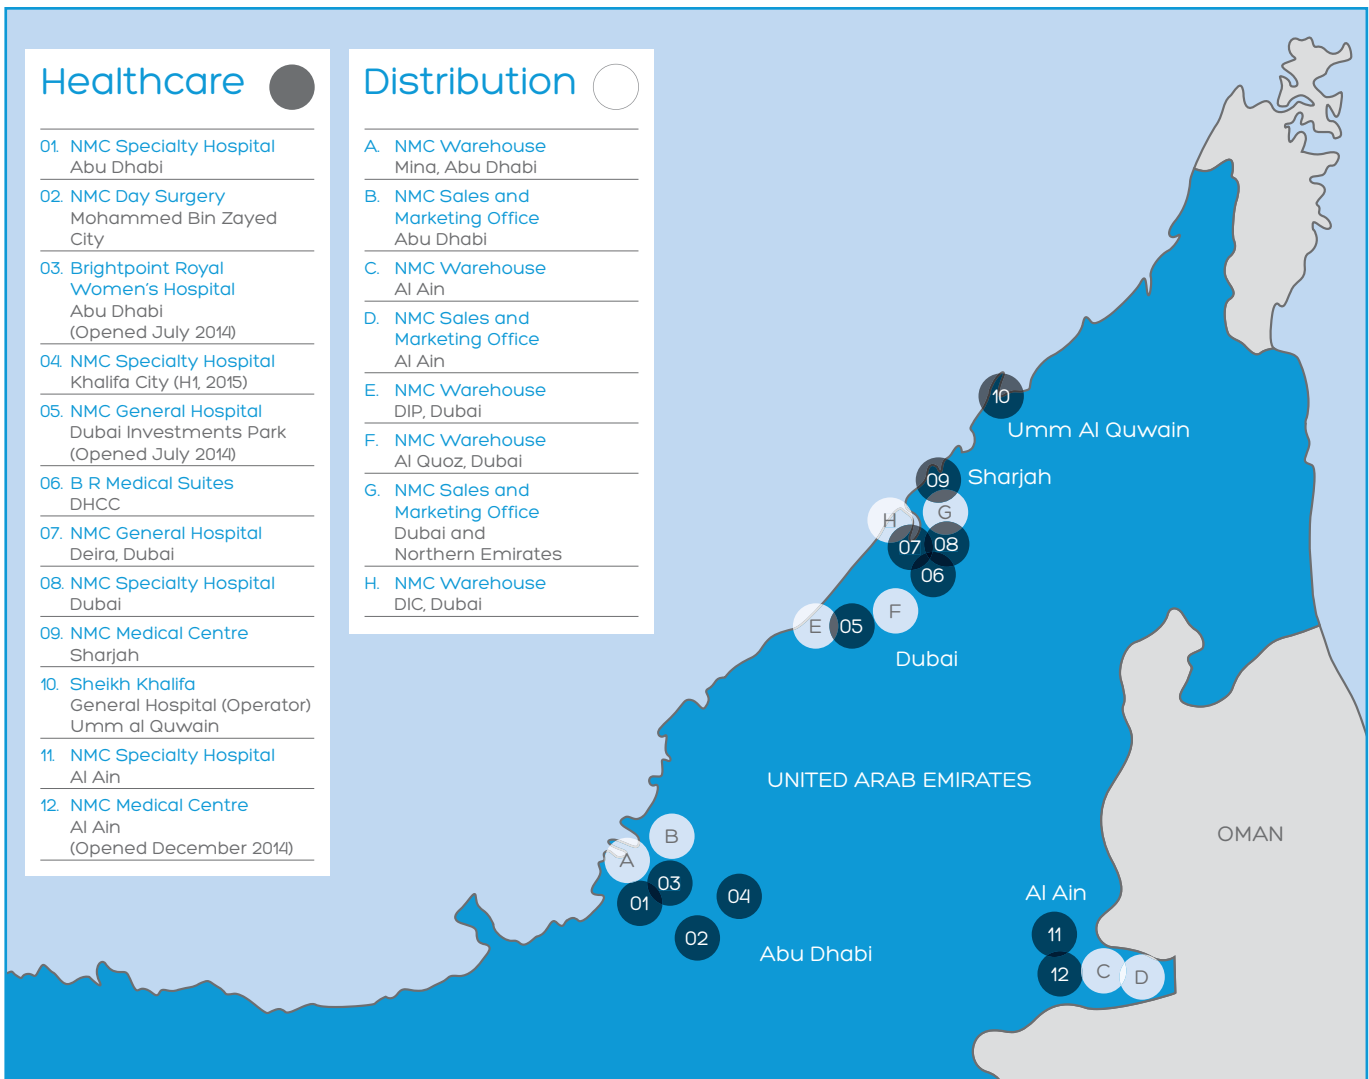 Healthcare
01. NMC Specialty Hospital
Abu Dhabi
02. NMC Day Surgery
Mohammed Bin Zayed
City
03. Brightpoint Royal
Women's Hospital
Abu Dhabi
(Opened July 2014)
04. NMC Specialty Hospital
Khalifa City (H1, 2015)
05. NMC General Hospital
Dubai Investments Park
(Opened July 2014)
06. B R Medical Suites
DHCC
07. NMC General Hospital
Deira, Dubai
08. NMC Specialty Hospital
Dubai
09. NMC Medical Centre
Sharjah
10. Sheikh Khalifa
General Hospital (Operator)
Umm al Quwain
11. NMC Specialty Hospital
Al Ain
12. NMC Medical Centre
Al Ain
(Opened December 2014)
Distribution
A. NMC Warehouse
Mina, Abu Dhabi
B. NMC Sales and
Marketing Office
Abu Dhabi
C. NMC Warehouse
Al Ain
D. NMC Sales and
Marketing Office
Al Ain
E. NMC Warehouse
DIP, Dubai
F. NMC Warehouse
Al Quoz, Dubai
G. NMC Sales and
Marketing Office
Dubai and
Northern Emirates
H. NMC Warehouse
DIC, Dubai
10
Umm Al Quwain
09
Sharjah
H
G
07
08
06
F
E
05
Dubai
UNITED ARAB EMIRATES
OMAN
B
A
03
01
04
02
Abu Dhabi
Al Ain
11
12
C
D